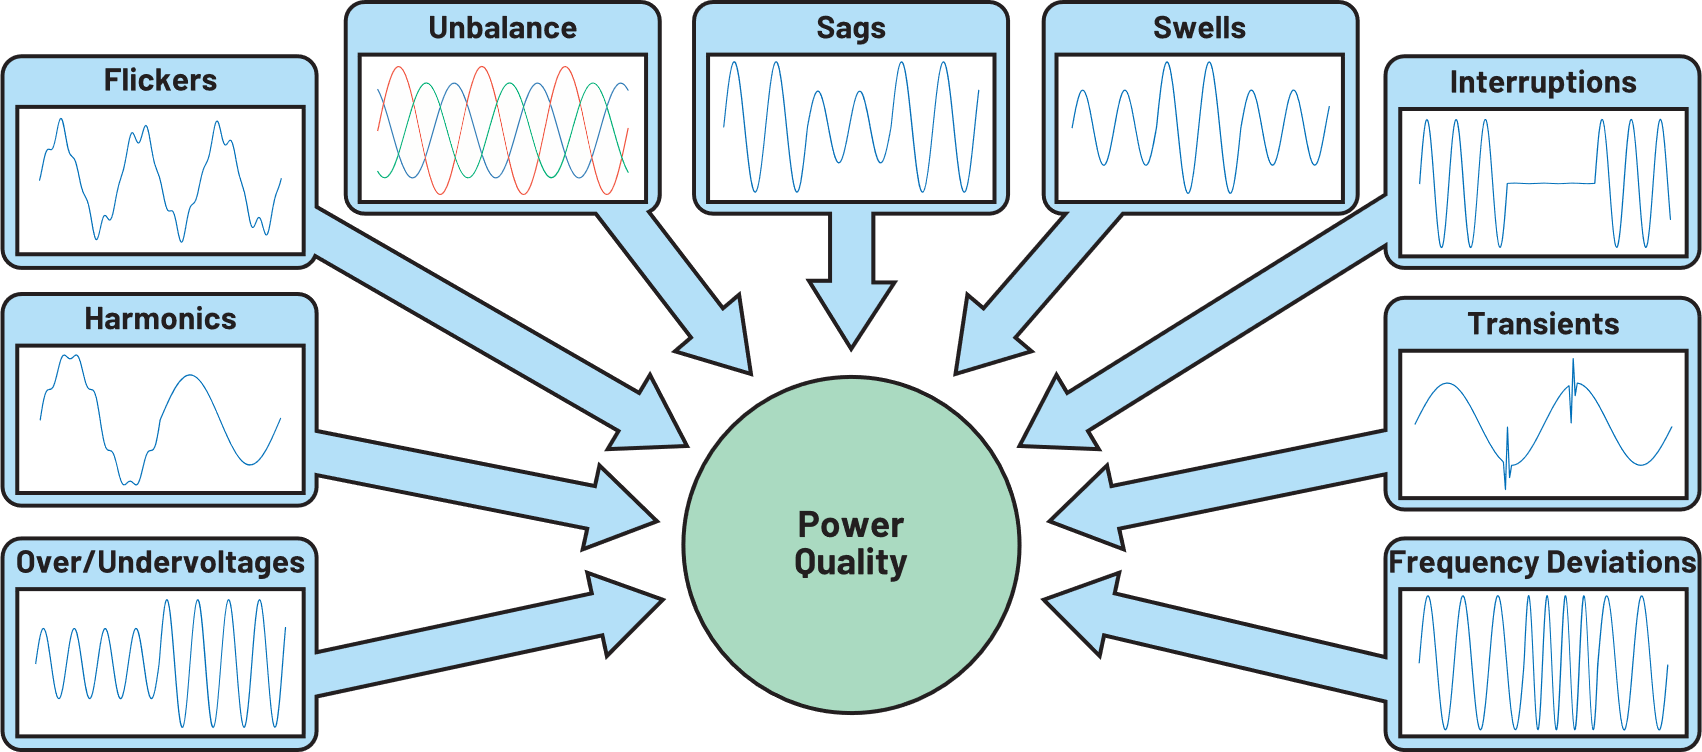 Unbalance
Sags
Swells
Flickers
Interruptions
Harmonics
Transients
Over/Undervoltages
Frequency Deviations
Power
Quality